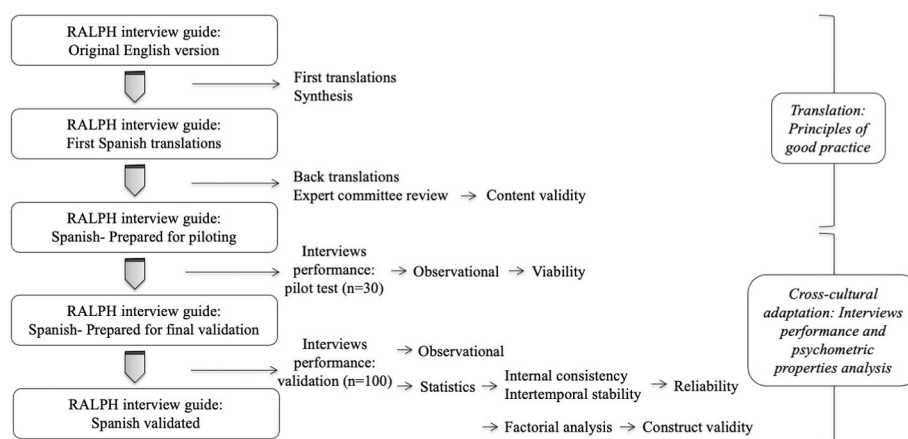 RALPH interview guide:
Original English version
First translations
Synthesis
RALPH interview guide:
First Spanish translations
Translation:
Principles of
good practice
Back translations
Expert committee review → Content validity
RALPH interview guide:
Spanish- Prepared for piloting
Interviews
performance:
pilot test (n=30) → Observational → Viability
RALPH interview guide:
Spanish- Prepared for final validation
Cross-cultural
adaptation: Interviews
performance and
psychometric
properties analysis
Interviews
performance:
validation (n=100)
→ Observational
→ Statistics → Internal consistency
Intertemporal stability → Reliability
RALPH interview guide:
Spanish validated
→ Factorial analysis → Construct validity